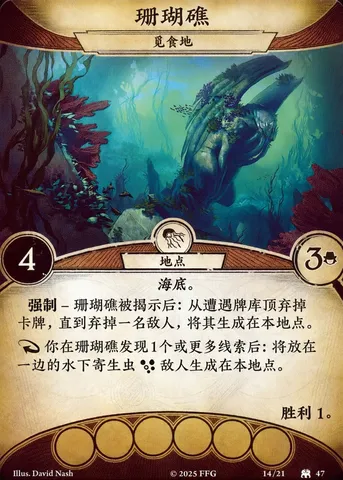 珊瑚礁
觅食地
4
地点
3
海底。
强制 – 珊瑚礁被揭示后：从遭遇牌库顶弃掉
卡牌，直到弃掉一名敌人，将其生成在本地点。
你在珊瑚礁发现1个或更多线索后：将放在
一边的水下寄生虫 敌人生成在本地点。
胜利 1。
Illus. David Nash
© 2025 FFG
14/21
47